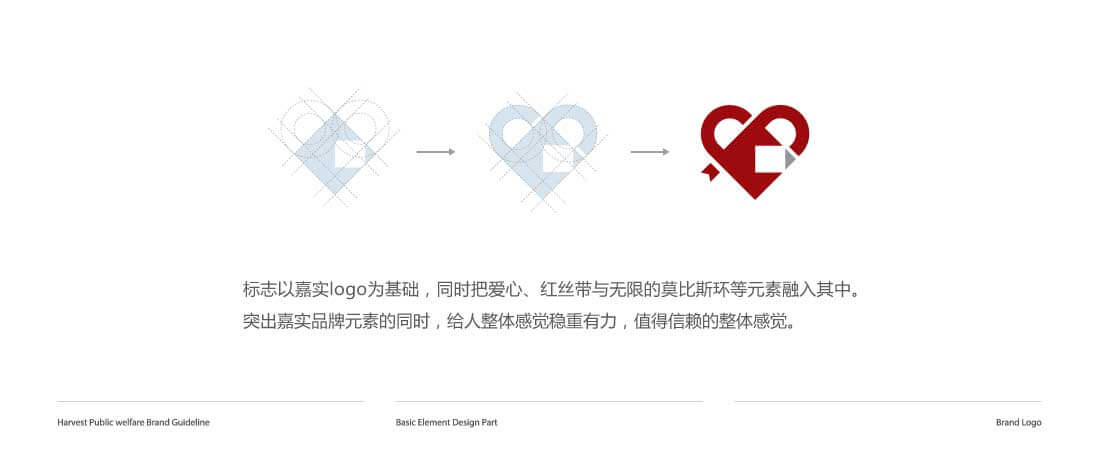 标志以嘉实logo为基础，同时把爱心、红丝带与无限的莫比斯环等元素融入其中。
突出嘉实品牌元素的同时，给人整体感觉稳重有力，值得信赖的整体感觉。
Harvest Public welfare Brand Guideline
Basic Element Design Part
Brand Logo